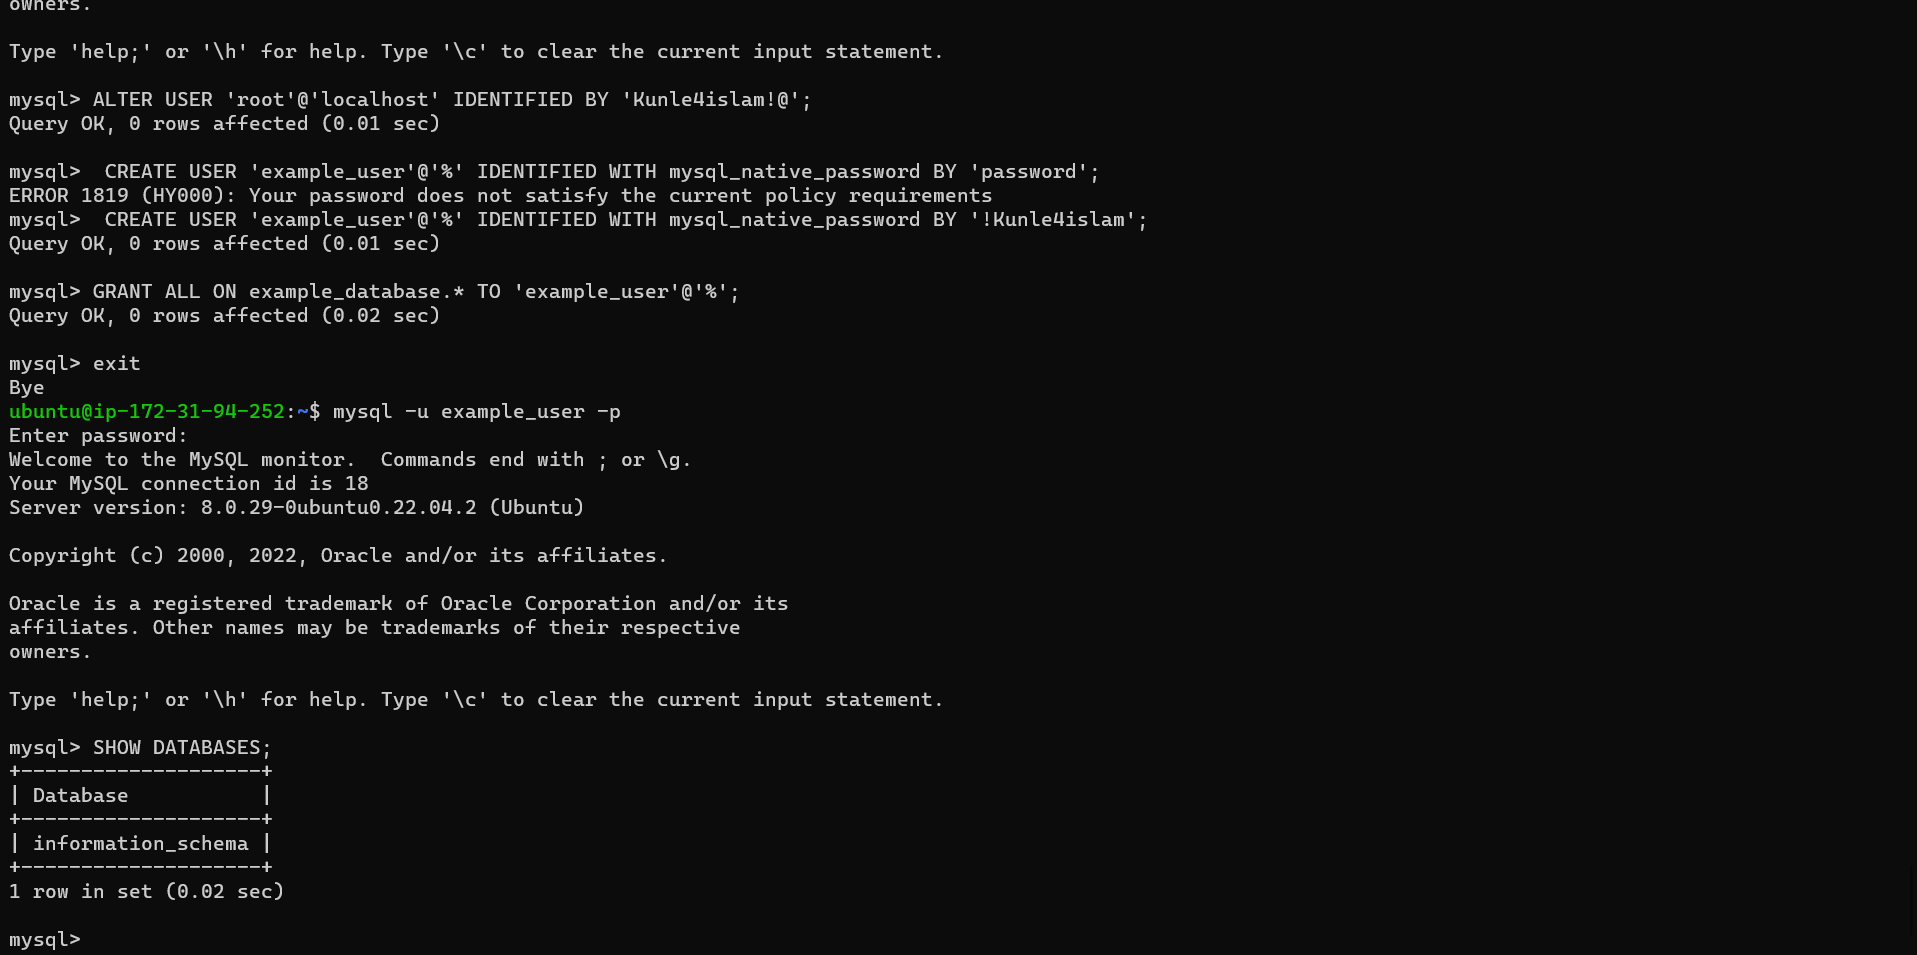 owners.
Type 'help;' or '\h' for help. Type '\c' to clear the current input statement.
mysql> ALTER USER 'root'@'localhost' IDENTIFIED BY 'Kunle4islam!@';
Query OK, 0 rows affected (0.01 sec)
mysql>  CREATE USER 'example_user'@'%' IDENTIFIED WITH mysql_native_password BY 'password';
ERROR 1819 (HY000): Your password does not satisfy the current policy requirements
mysql>  CREATE USER 'example_user'@'%' IDENTIFIED WITH mysql_native_password BY '!Kunle4islam';
Query OK, 0 rows affected (0.01 sec)
mysql> GRANT ALL ON example_database.* TO 'example_user'@'%';
Query OK, 0 rows affected (0.02 sec)
mysql> exit
Bye
ubuntu@ip-172-31-94-252:~$ mysql -u example_user -p
Enter password:
Welcome to the MySQL monitor.  Commands end with ; or \g.
Your MySQL connection id is 18
Server version: 8.0.29-0ubuntu0.22.04.2 (Ubuntu)
Copyright (c) 2000, 2022, Oracle and/or its affiliates.
Oracle is a registered trademark of Oracle Corporation and/or its
affiliates. Other names may be trademarks of their respective
owners.
Type 'help;' or '\h' for help. Type '\c' to clear the current input statement.
mysql> SHOW DATABASES;
+--------------------+
| Database           |
+--------------------+
| information_schema |
+--------------------+
1 row in set (0.02 sec)
mysql>